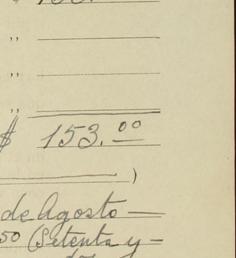 ,,
,,
,,
$ 153.00
)
de Agosto —
50 (Setenta y —